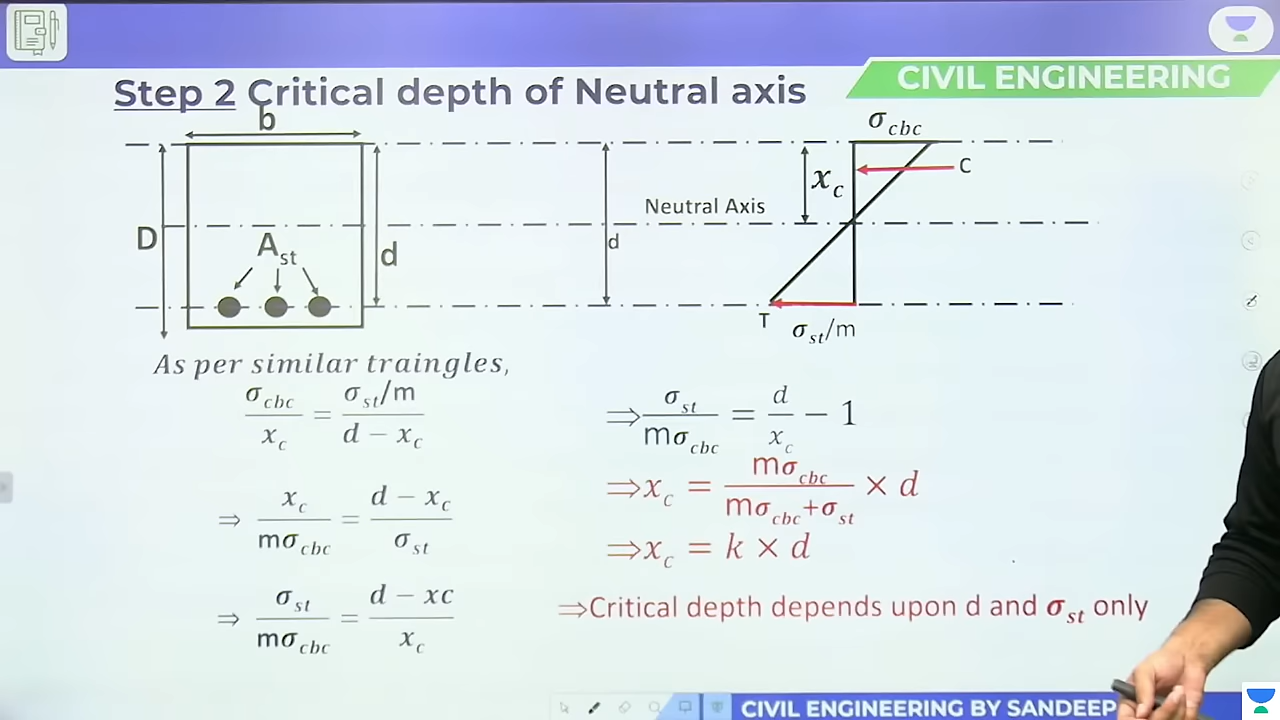 CIVIL ENGINEERING
Step 2 Critical depth of Neutral axis
b
σcbc
C
xc
Neutral Axis
D
Ast
d
d
T
σst/m
As per similar traingles,
σcbc/xc = (σst/m)/(d − xc)
⇒ xc/mσcbc = (d − xc)/σst
⇒ σst/mσcbc = (d − xc)/xc
⇒ σst/mσcbc = d/xc − 1
⇒ xc = mσcbc/(mσcbc+σst) × d
⇒ xc = k × d
⇒ Critical depth depends upon d and σst only
CIVIL ENGINEERING BY SANDEEP